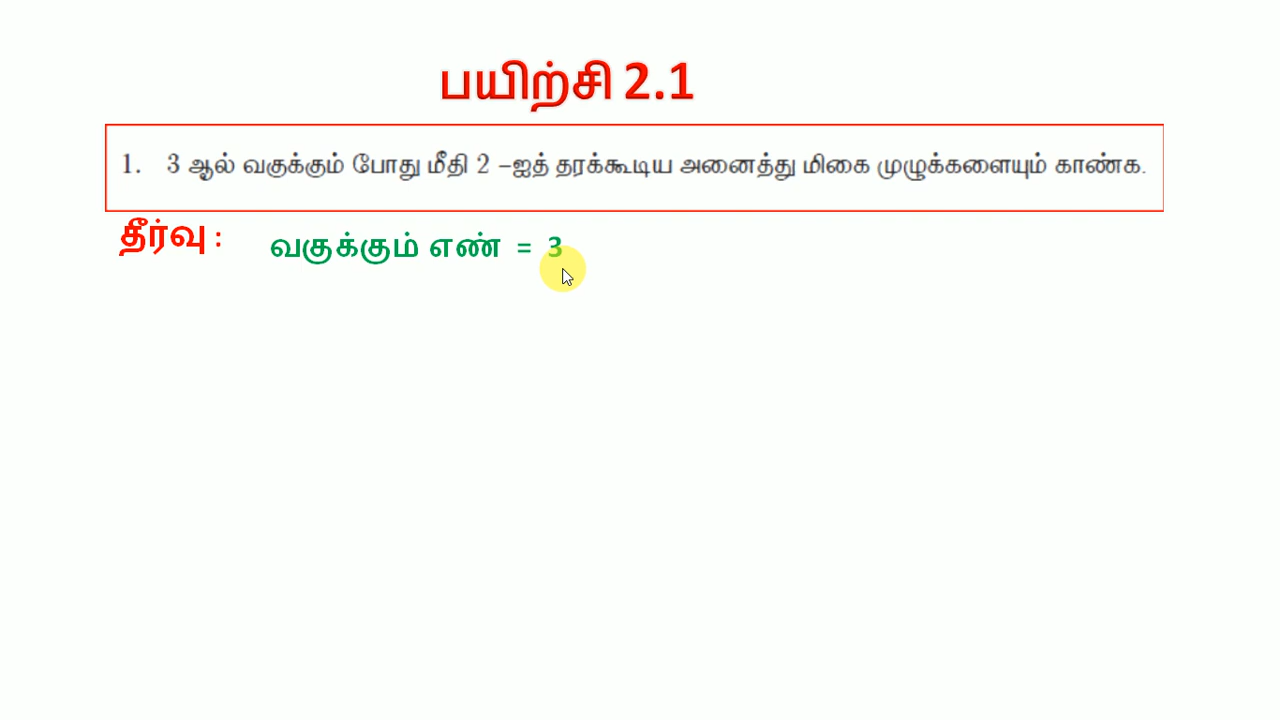 பயிற்சி 2.1
1. 3 ஆல் வகுக்கும் போது மீதி 2 –ஐத் தரக்கூடிய அனைத்து மிகை முழுக்களையும் காண்க.
தீர்வு :
வகுக்கும் எண் = 3